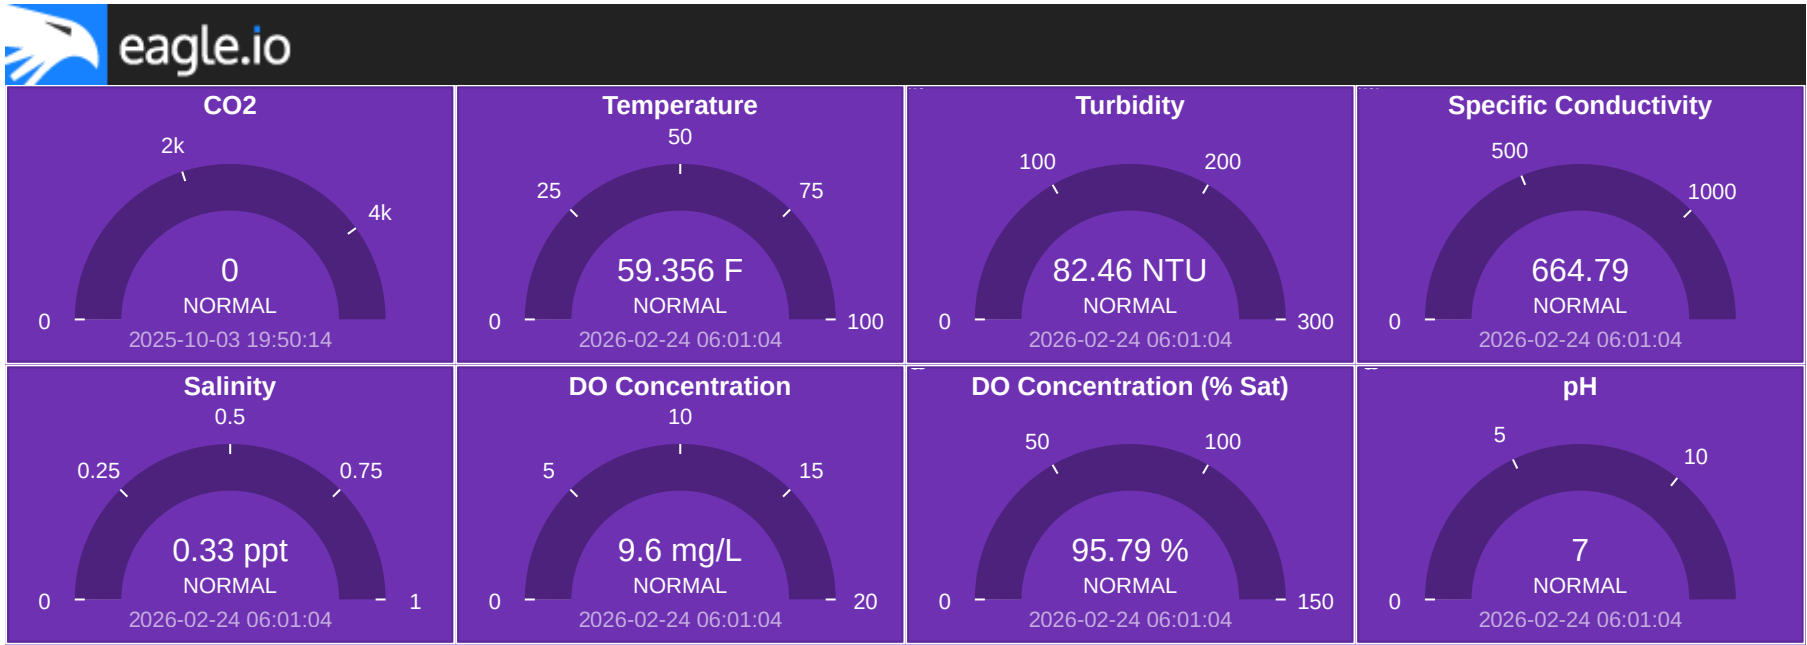 eagle.io
CO2
2k
4k
0
0
NORMAL
2025-10-03 19:50:14
Temperature
50
25
75
59.356 F
NORMAL
0
100
2026-02-24 06:01:04
Turbidity
100
200
82.46 NTU
NORMAL
0
300
2026-02-24 06:01:04
Specific Conductivity
500
1000
664.79
NORMAL
0
2026-02-24 06:01:04
Salinity
0.5
0.25
0.75
0.33 ppt
NORMAL
0
1
2026-02-24 06:01:04
DO Concentration
10
5
15
9.6 mg/L
NORMAL
0
20
2026-02-24 06:01:04
DO Concentration (% Sat)
50
100
95.79 %
NORMAL
0
150
2026-02-24 06:01:04
pH
5
10
7
NORMAL
0
2026-02-24 06:01:04